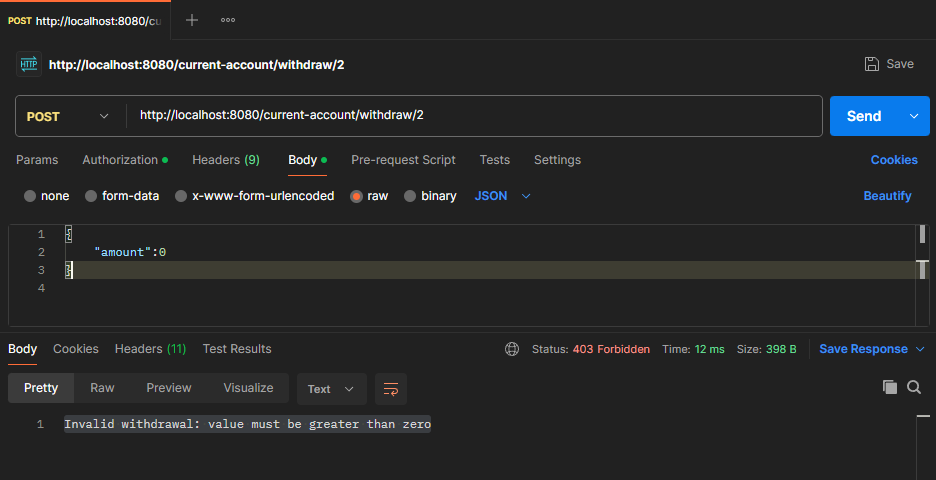 POST http://localhost:8080/cu
HTTP http://localhost:8080/current-account/withdraw/2 Save
POST http://localhost:8080/current-account/withdraw/2 Send
Params Authorization Headers (9) Body Pre-request Script Tests Settings Cookies
none form-data x-www-form-urlencoded raw binary JSON Beautify
1 {
2 "amount":0
3 }
4
Body Cookies Headers (11) Test Results Status: 403 Forbidden Time: 12 ms Size: 398 B Save Response
Pretty Raw Preview Visualize Text
1 Invalid withdrawal: value must be greater than zero